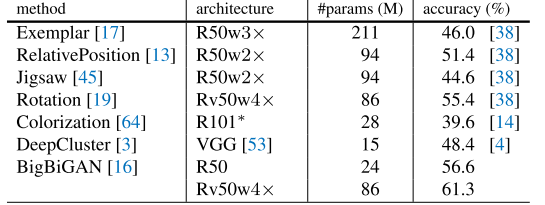 method architecture #params (M) accuracy (%)
Exemplar [17] R50w3× 211 46.0 [38]
RelativePosition [13] R50w2× 94 51.4 [38]
Jigsaw [45] R50w2× 94 44.6 [38]
Rotation [19] Rv50w4× 86 55.4 [38]
Colorization [64] R101* 28 39.6 [14]
DeepCluster [3] VGG [53] 15 48.4 [4]
BigBiGAN [16] R50 24 56.6
Rv50w4× 86 61.3